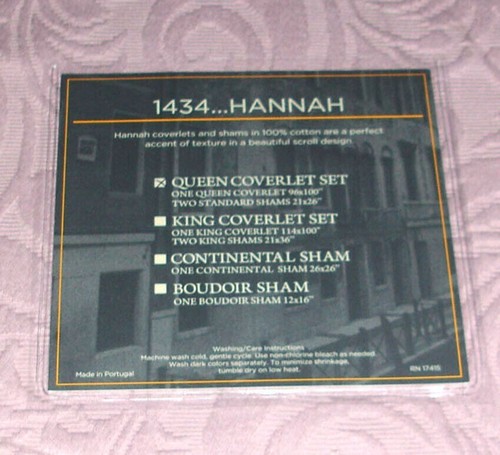 1434...HANNAH
Hannah coverlets and shams in 100% cotton are a perfect
accent of texture in a beautiful scroll design
QUEEN COVERLET SET
ONE QUEEN COVERLET 96x100"
TWO STANDARD SHAMS 21x26"
KING COVERLET SET
ONE KING COVERLET 114x100"
TWO KING SHAMS 21x36"
CONTINENTAL SHAM
ONE CONTINENTAL SHAM 26x26"
BOUDOIR SHAM
ONE BOUDOIR SHAM 12x16"
Washing/Care Instructions
Machine wash cold, gentle cycle. Use non-chlorine bleach as needed.
Wash dark colors separately. To minimize shrinkage,
tumble dry on low heat.
Made in Portugal
RN 17415